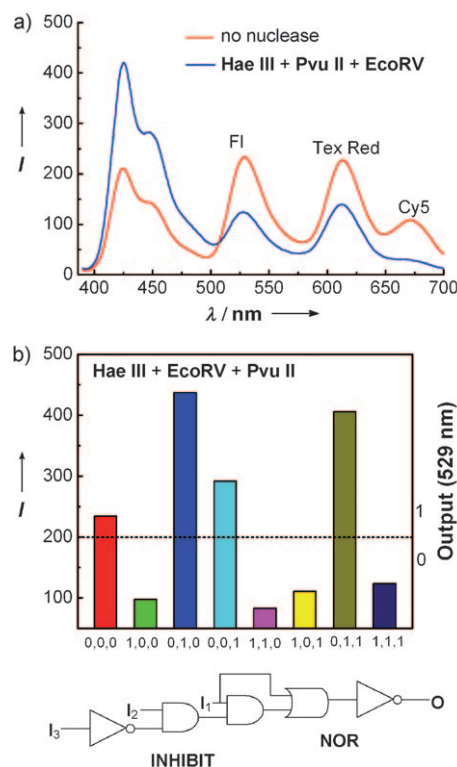 a)
no nuclease
Hae III + Pvu II + EcoRV
Fl
Tex Red
Cy5
500
400
300
200
100
0
I
400 450 500 550 600 650 700
λ / nm
b)
Hae III + EcoRV + Pvu II
500
400
300
200
100
I
1
0
Output (529 nm)
0,0,0 1,0,0 0,1,0 0,0,1 1,1,0 1,0,1 0,1,1 1,1,1
I3
I2
I1
O
INHIBIT
NOR